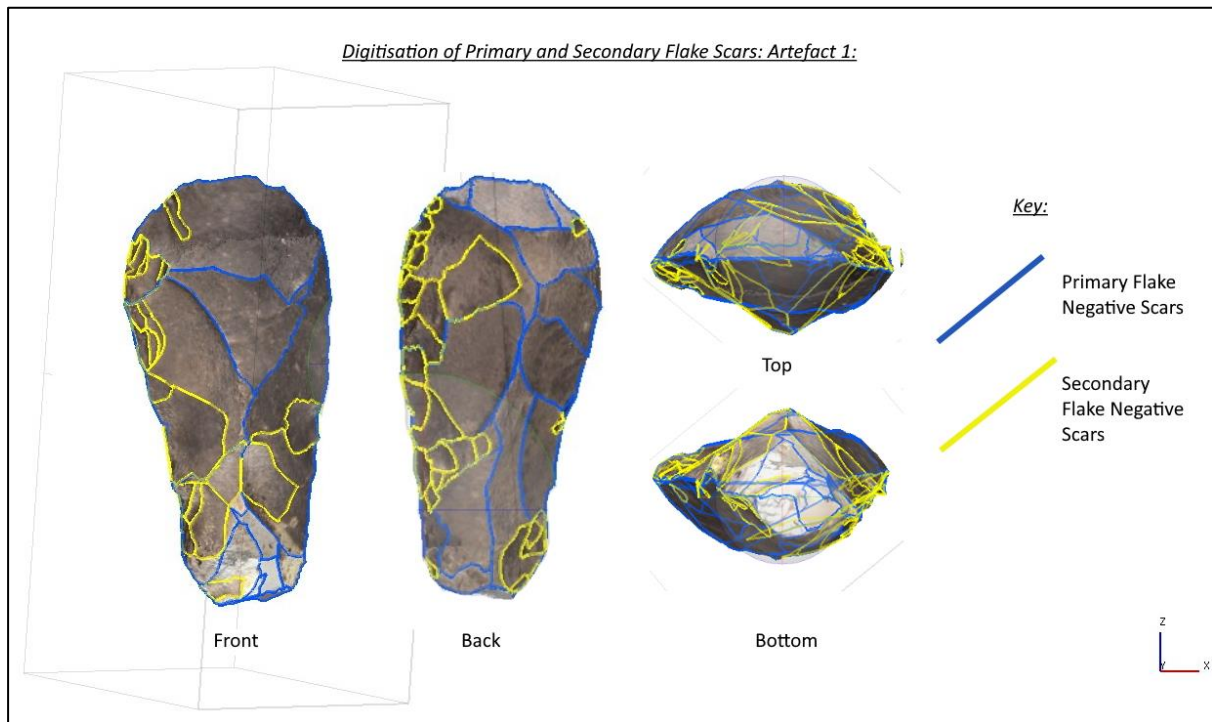 Digitisation of Primary and Secondary Flake Scars: Artefact 1:
Key:
Primary Flake
Negative Scars
Top
Secondary
Flake Negative
Scars
Front
Back
Bottom
Z
Y
X